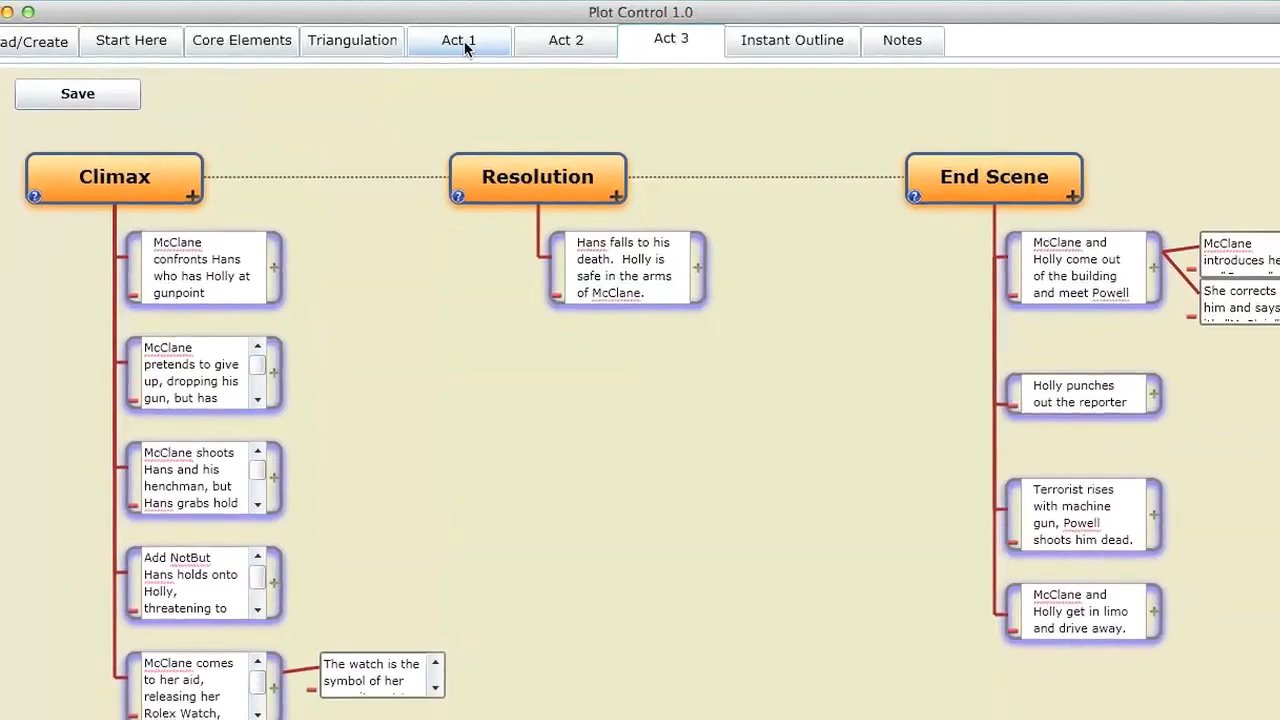 Plot Control 1.0
ad/Create
Start Here
Core Elements
Triangulation
Act 1
Act 2
Act 3
Instant Outline
Notes
Save
Climax
McClane
confronts Hans
who has Holly at
gunpoint
McClane
pretends to give
up, dropping his
gun, but has
McClane shoots
Hans and his
henchman, but
Hans grabs hold
Add NotBut
Hans holds onto
Holly,
threatening to
McClane comes
to her aid,
releasing her
Rolex Watch,
The watch is the
symbol of her
Resolution
Hans falls to his
death. Holly is
safe in the arms
of McClane.
End Scene
McClane and
Holly come out
of the building
and meet Powell
McClane
introduces he
She corrects
him and says
Holly punches
out the reporter
Terrorist rises
with machine
gun, Powell
shoots him dead.
McClane and
Holly get in limo
and drive away.